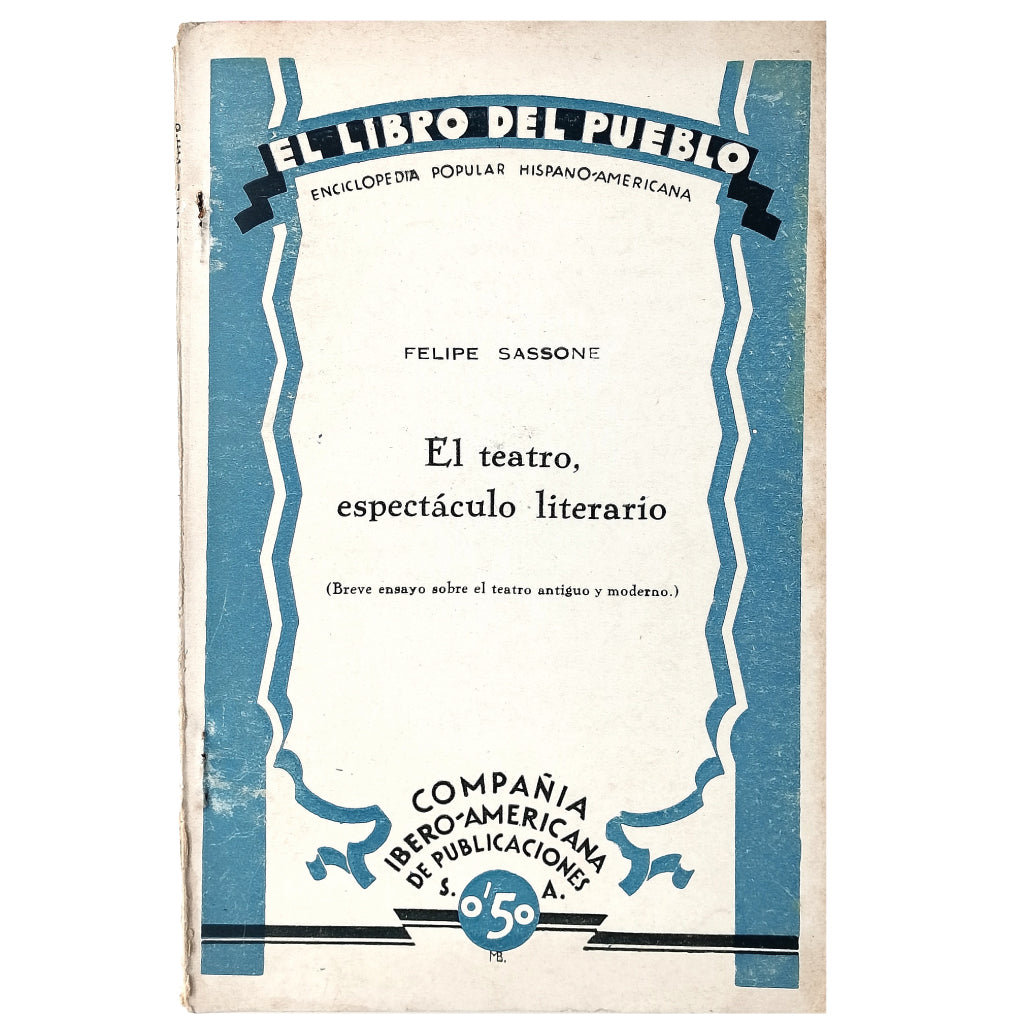 EL LIBRO DEL PUEBLO
ENCICLOPEDIA POPULAR HISPANO-AMERICANA
FELIPE SASSONE
El teatro,
espectáculo literario
(Breve ensayo sobre el teatro antiguo y moderno.)
COMPAÑIA
IBERO-AMERICANA
DE PUBLICACIONES
S. A.
0'50
MB.